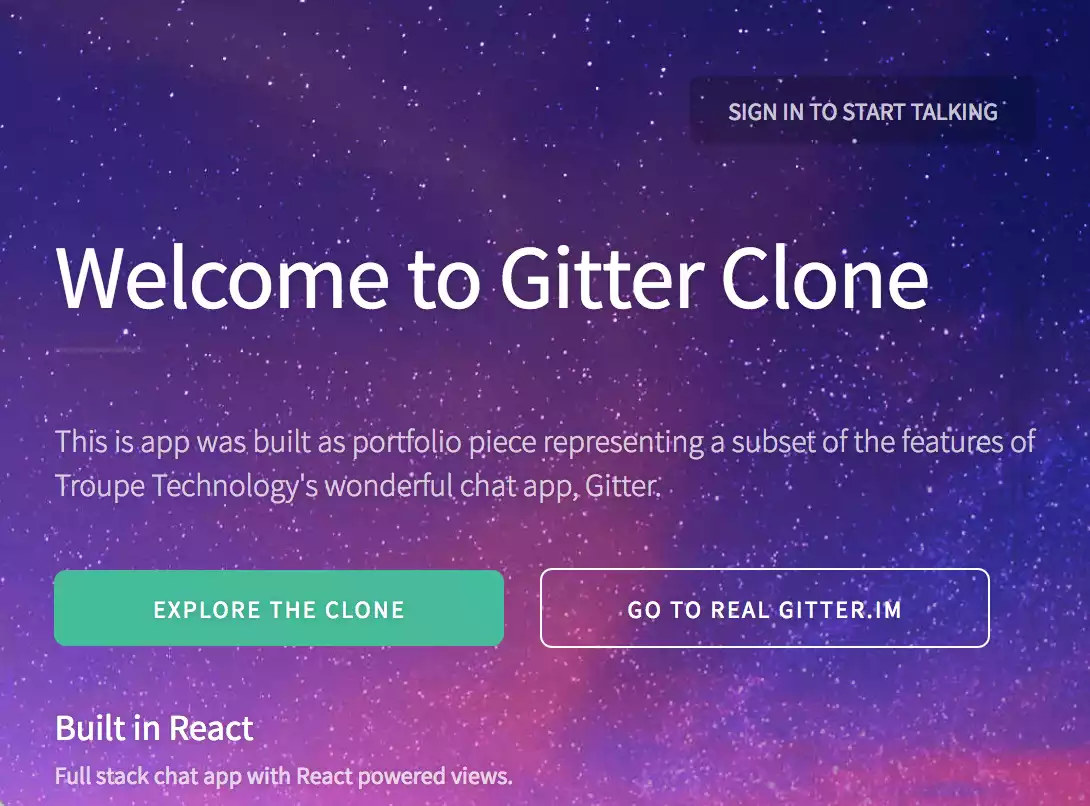 SIGN IN TO START TALKING
Welcome to Gitter Clone
This is app was built as portfolio piece representing a subset of the features of
Troupe Technology's wonderful chat app, Gitter.
EXPLORE THE CLONE
GO TO REAL GITTER.IM
Built in React
Full stack chat app with React powered views.